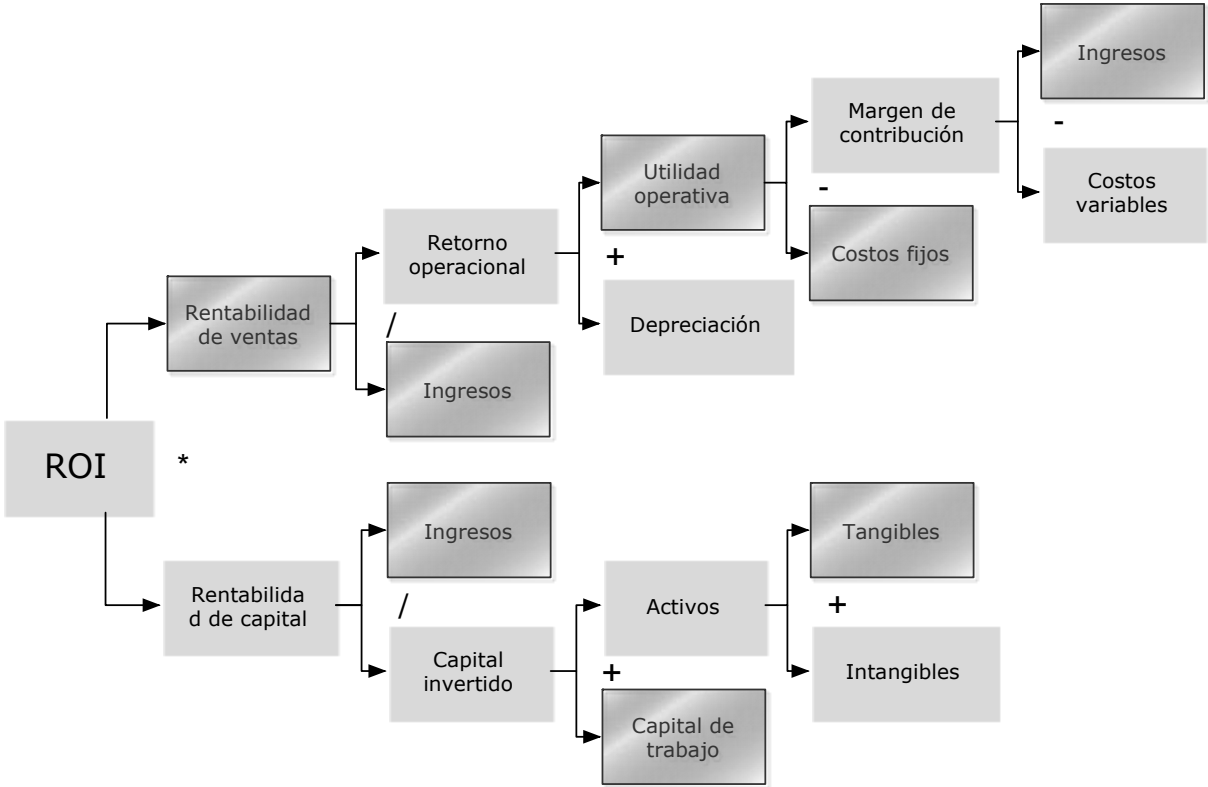 Ingresos
Margen de
contribución
-
Utilidad
operativa
-
Costos
variables
Retorno
operacional
+
Costos fijos
Rentabilidad
de ventas
/
Depreciación
Ingresos
ROI
*
Ingresos
Tangibles
Rentabilida
d de capital
/
Activos
+
Capital
invertido
+
Intangibles
Capital de
trabajo